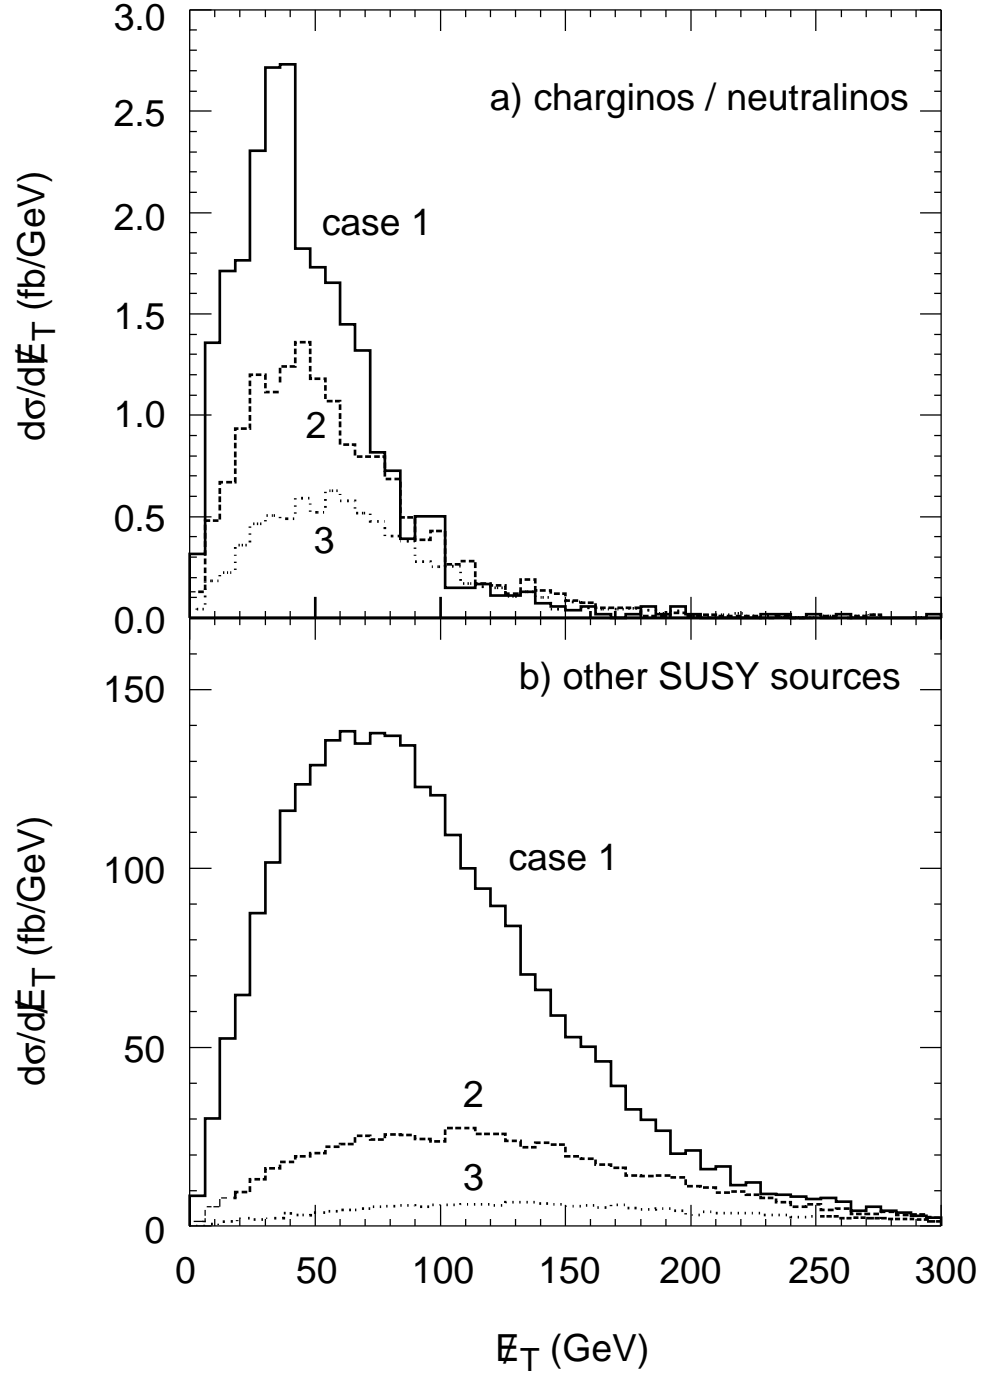 3.0
a) charginos / neutralinos
2.5
2.0
case 1
1.5
1.0
2
0.5
3
0.0
dσ/dE̸T (fb/GeV)
b) other SUSY sources
150
100
case 1
50
2
3
0
dσ/dE̸T (fb/GeV)
0 50 100 150 200 250 300
E̸T (GeV)